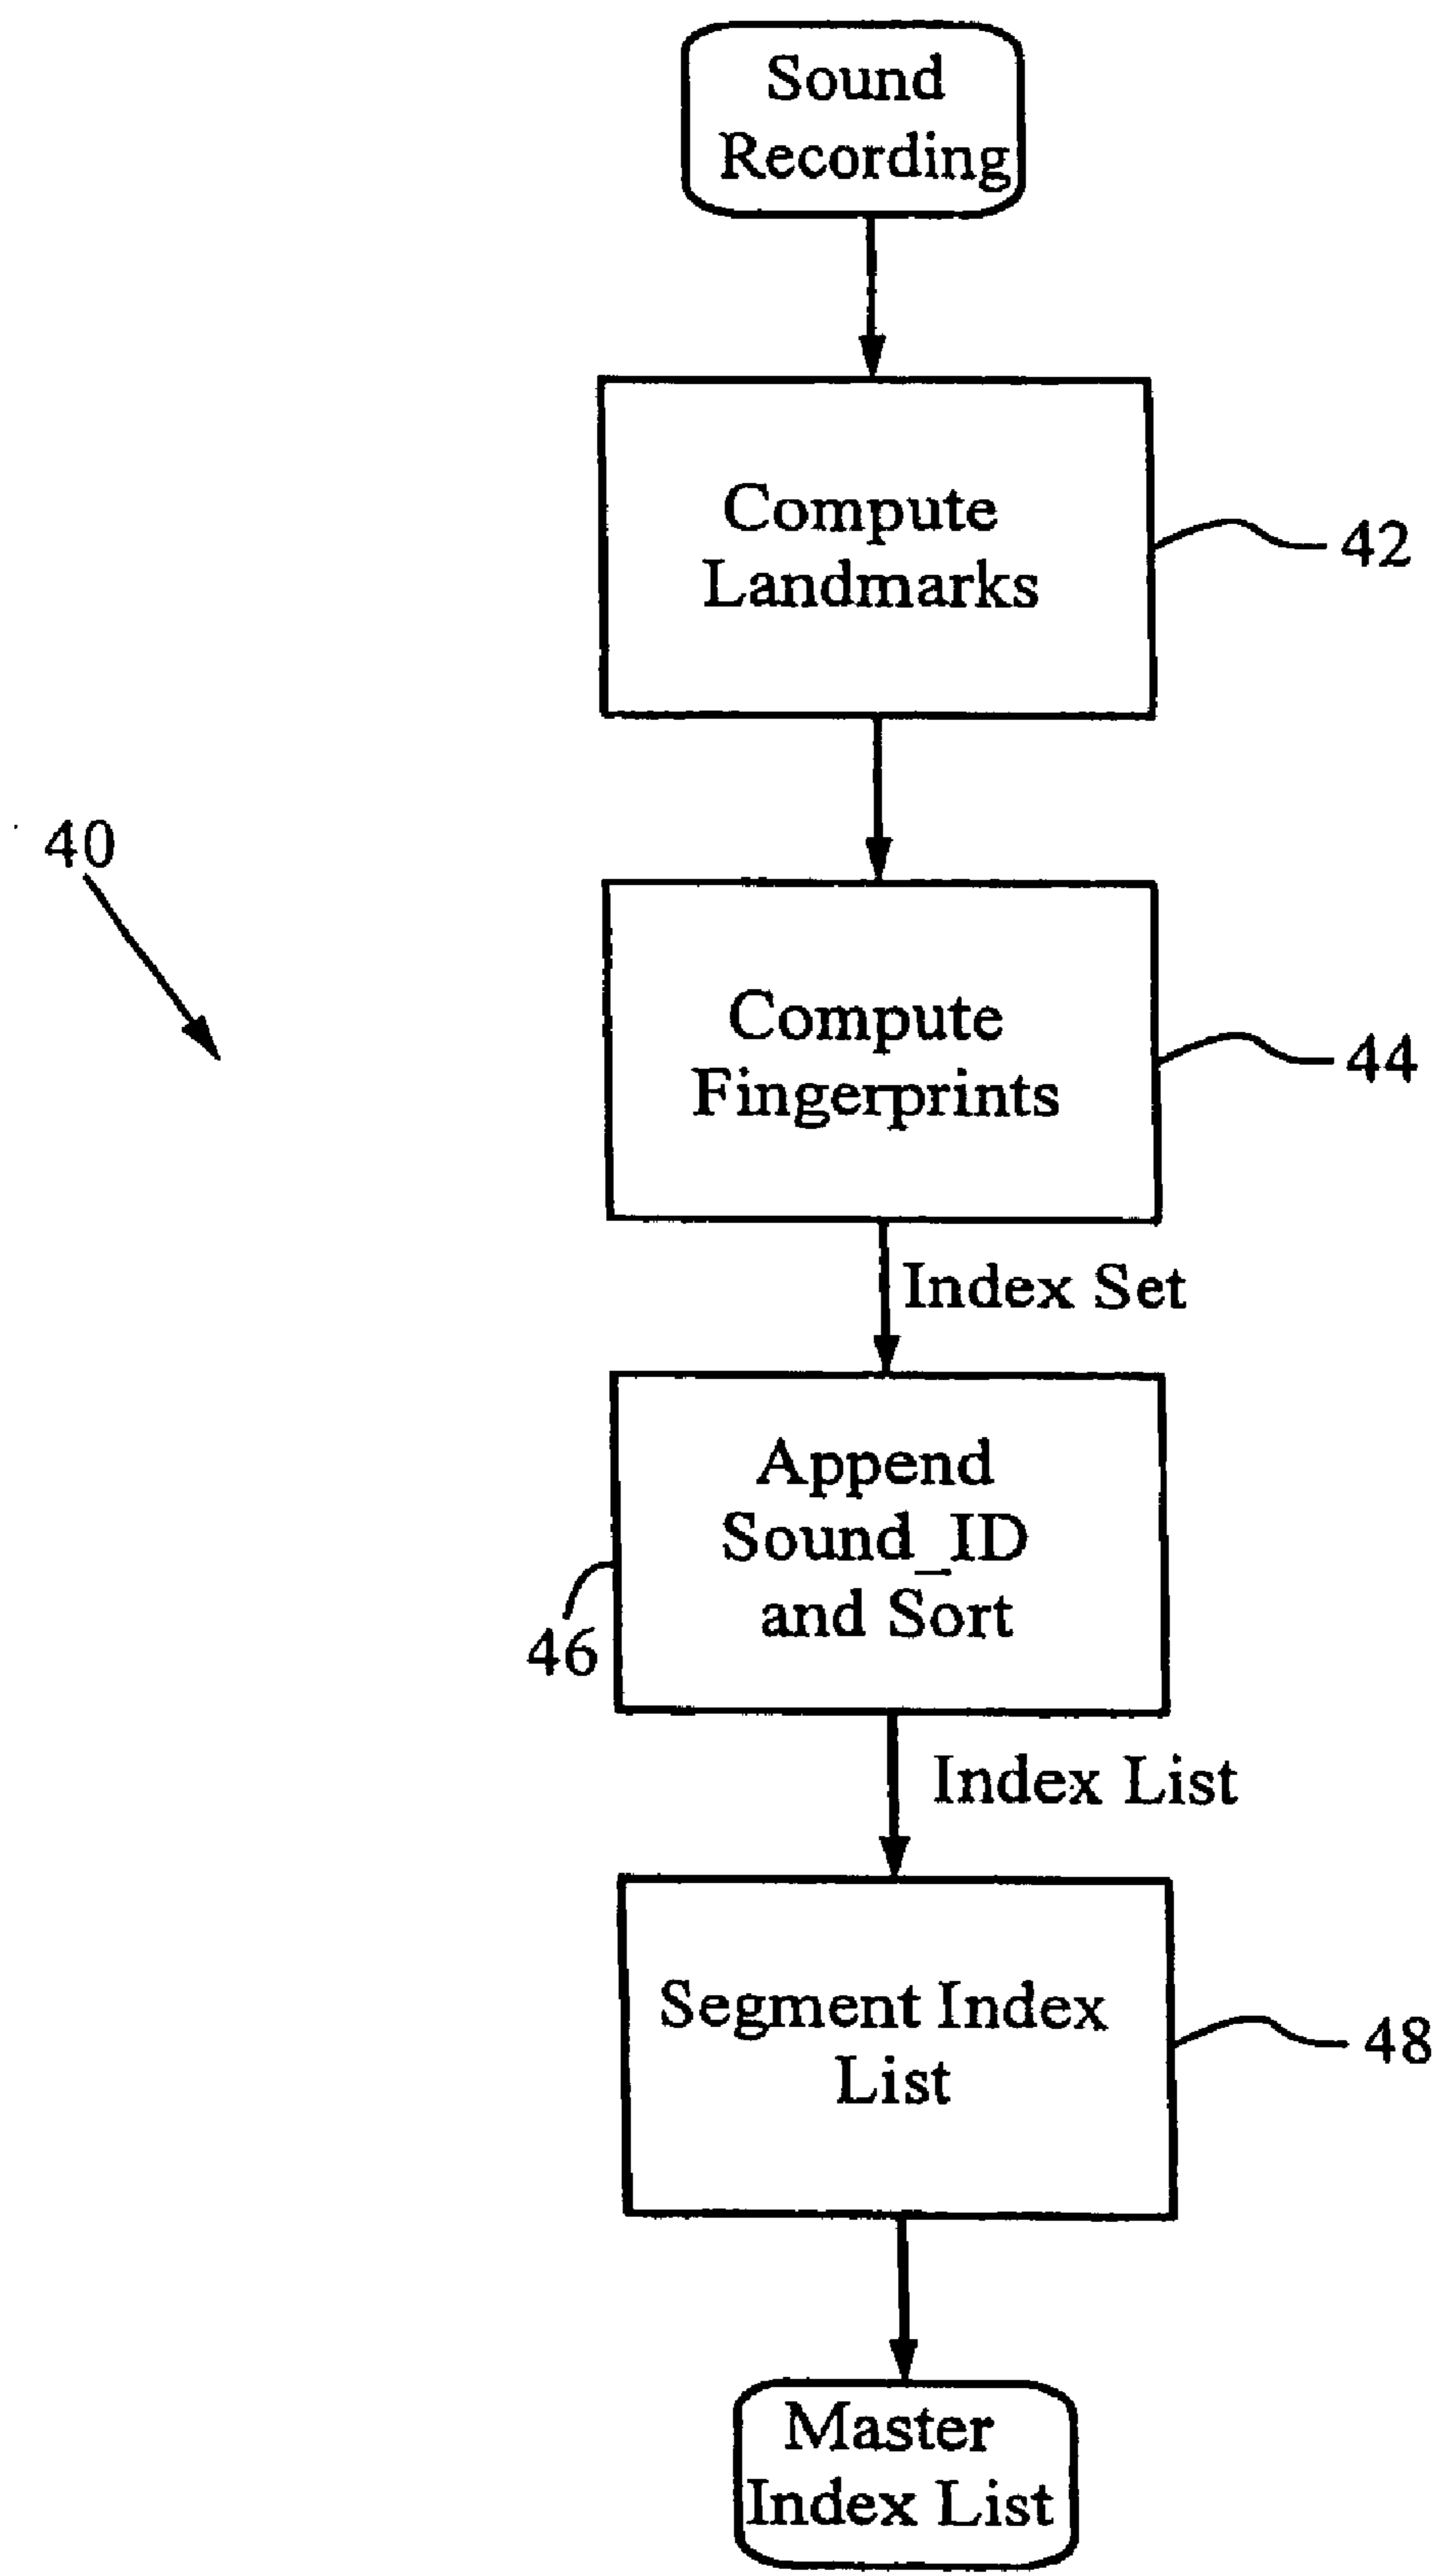 Sound
Recording
Compute
Landmarks
42
40
Compute
Fingerprints
44
Index Set
Append
Sound_ID
and Sort
46
Index List
Segment Index
List
48
Master
Index List